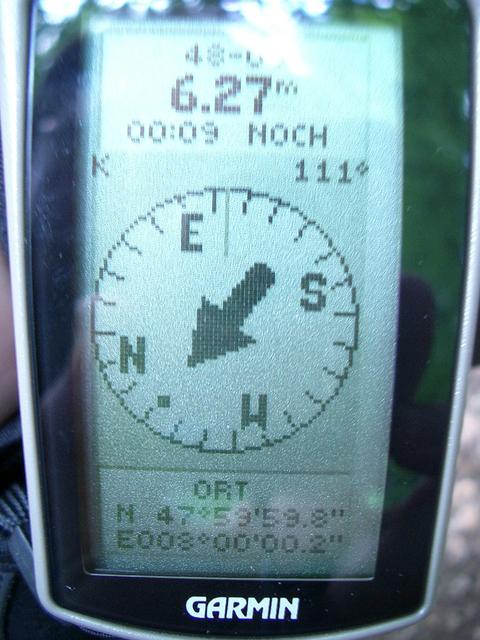 6.27m
00:09 NOCH
K 111°
E
S
N
W
ORT
N 47°59'59.8"
E008°00'00.2"
GARMIN